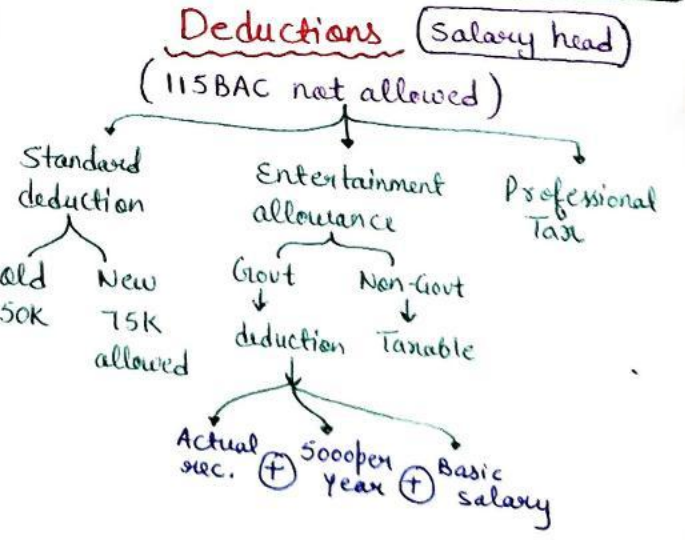 Deductions Salary head
(115BAC not allowed)
Standard
deduction
Entertainment
allowance
Professional
Tax
old New
50K 75K
allowed
Govt Non-Govt
deduction Taxable
Actual
rec. +
5000per
year +
Basic
salary